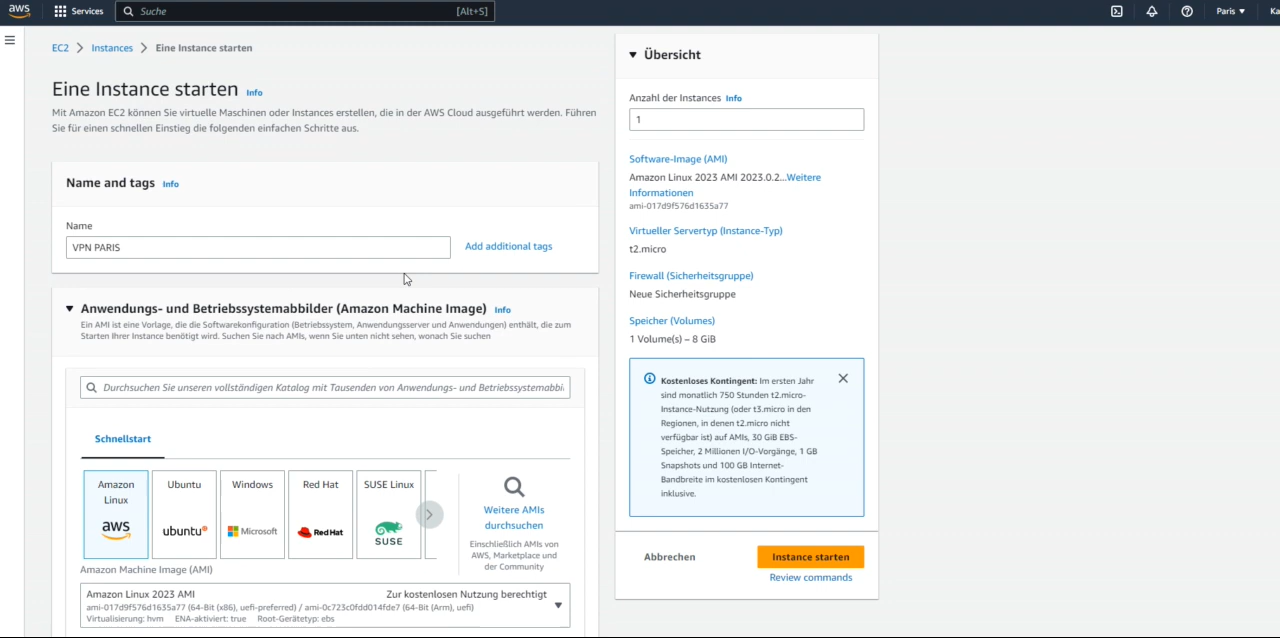 aws
Services
Suche
[Alt+S]
Paris
Ka
EC2
Instances
Eine Instance starten
Eine Instance starten Info
Mit Amazon EC2 können Sie virtuelle Maschinen oder Instances erstellen, die in der AWS Cloud ausgeführt werden. Führen
Sie für einen schnellen Einstieg die folgenden einfachen Schritte aus.
Name and tags Info
Name
VPN PARIS
Add additional tags
Anwendungs- und Betriebssystemabbilder (Amazon Machine Image) Info
Ein AMI ist eine Vorlage, die die Softwarekonfiguration (Betriebssystem, Anwendungsserver und Anwendungen) enthält, die zum
Starten Ihrer Instance benötigt wird. Suchen Sie nach AMIs, wenn Sie unten nicht sehen, wonach Sie suchen
Durchsuchen Sie unseren vollständigen Katalog mit Tausenden von Anwendungs- und Betriebssystemabbi
Schnellstart
Amazon
Linux
aws
Ubuntu
ubuntu
Windows
Microsoft
Red Hat
Red Hat
SUSE Linux
SUSE
Weitere AMIs
durchsuchen
Einschließlich AMIs von
AWS, Marketplace und
der Community
Amazon Machine Image (AMI)
Amazon Linux 2023 AMI
Zur kostenlosen Nutzung berechtigt
ami-017d9f576d1635a77 (64-Bit (x86), uefi-preferred) / ami-0c723c0fdd014fde7 (64-Bit (Arm), uefi)
Virtualisierung: hvm ENA-aktiviert: true Root-Gerätetyp: ebs
Übersicht
Anzahl der Instances Info
1
Software-Image (AMI)
Amazon Linux 2023 AMI 2023.0.2...Weitere
Informationen
ami-017d9f576d1635a77
Virtueller Servertyp (Instance-Typ)
t2.micro
Firewall (Sicherheitsgruppe)
Neue Sicherheitsgruppe
Speicher (Volumes)
1 Volume(s) – 8 GiB
Kostenloses Kontingent: Im ersten Jahr
sind monatlich 750 Stunden t2.micro-
Instance-Nutzung (oder t3.micro in den
Regionen, in denen t2.micro nicht
verfügbar ist) auf AMIs, 30 GiB EBS-
Speicher, 2 Millionen I/O-Vorgänge, 1 GB
Snapshots und 100 GB Internet-
Bandbreite im kostenlosen Kontingent
inklusive.
Abbrechen
Instance starten
Review commands